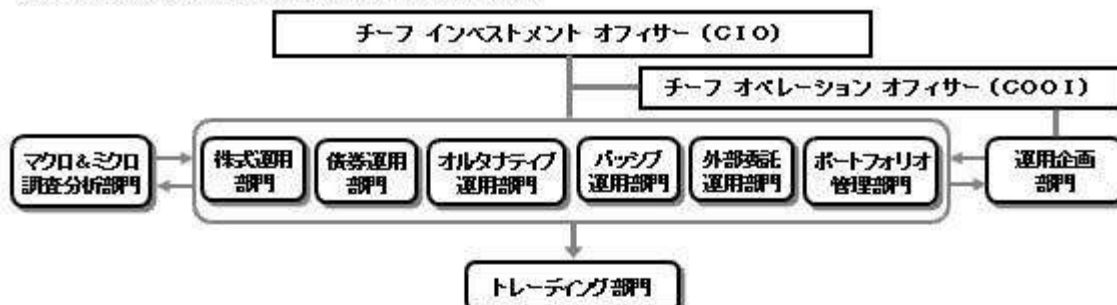 チーフ インベストメント オフィサー (CIO)
チーフ オペレーション オフィサー (COOI)
マクロ&ミクロ
調査分析部門
株式運用
部門
債券運用
部門
オルタナティブ
運用部門
パッシブ
運用部門
外部委託
運用部門
ポートフォリオ
管理部門
運用企画
部門
トレーディング部門